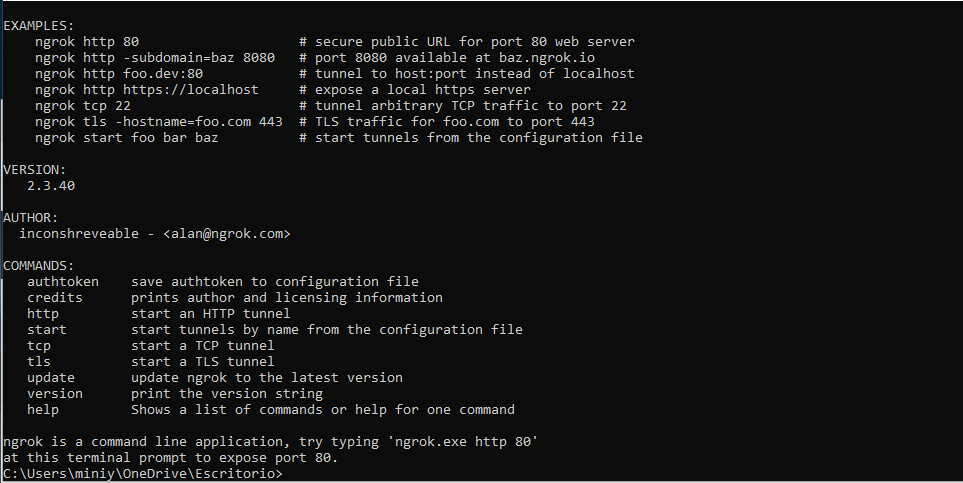 EXAMPLES:
    ngrok http 80                    # secure public URL for port 80 web server
    ngrok http -subdomain=baz 8080   # port 8080 available at baz.ngrok.io
    ngrok http foo.dev:80            # tunnel to host:port instead of localhost
    ngrok http https://localhost     # expose a local https server
    ngrok tcp 22                     # tunnel arbitrary TCP traffic to port 22
    ngrok tls -hostname=foo.com 443  # TLS traffic for foo.com to port 443
    ngrok start foo bar baz          # start tunnels from the configuration file

VERSION:
   2.3.40

AUTHOR:
  inconshreveable - <alan@ngrok.com>

COMMANDS:
   authtoken    save authtoken to configuration file
   credits      prints author and licensing information
   http         start an HTTP tunnel
   start        start tunnels by name from the configuration file
   tcp          start a TCP tunnel
   tls          start a TLS tunnel
   update       update ngrok to the latest version
   version      print the version string
   help         Shows a list of commands or help for one command

ngrok is a command line application, try typing 'ngrok.exe http 80'
at this terminal prompt to expose port 80.
C:\Users\miniy\OneDrive\Escritorio>